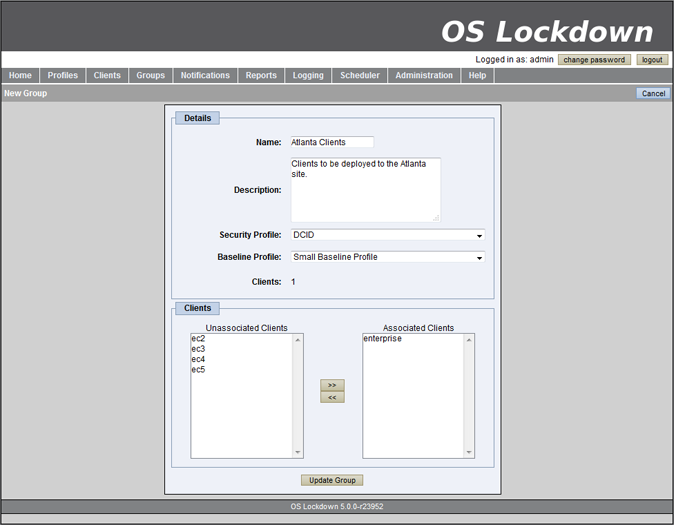 OS Lockdown
Logged in as: admin change password logout
Home Profiles Clients Groups Notifications Reports Logging Scheduler Administration Help
New Group Cancel
Details
Name: Atlanta Clients
Description: Clients to be deployed to the Atlanta
site.
Security Profile: DCID
Baseline Profile: Small Baseline Profile
Clients: 1
Clients
Unassociated Clients Associated Clients
ec2 enterprise
ec3
ec4
ec5
>>
<<
Update Group
OS Lockdown 5.0.0-r23952